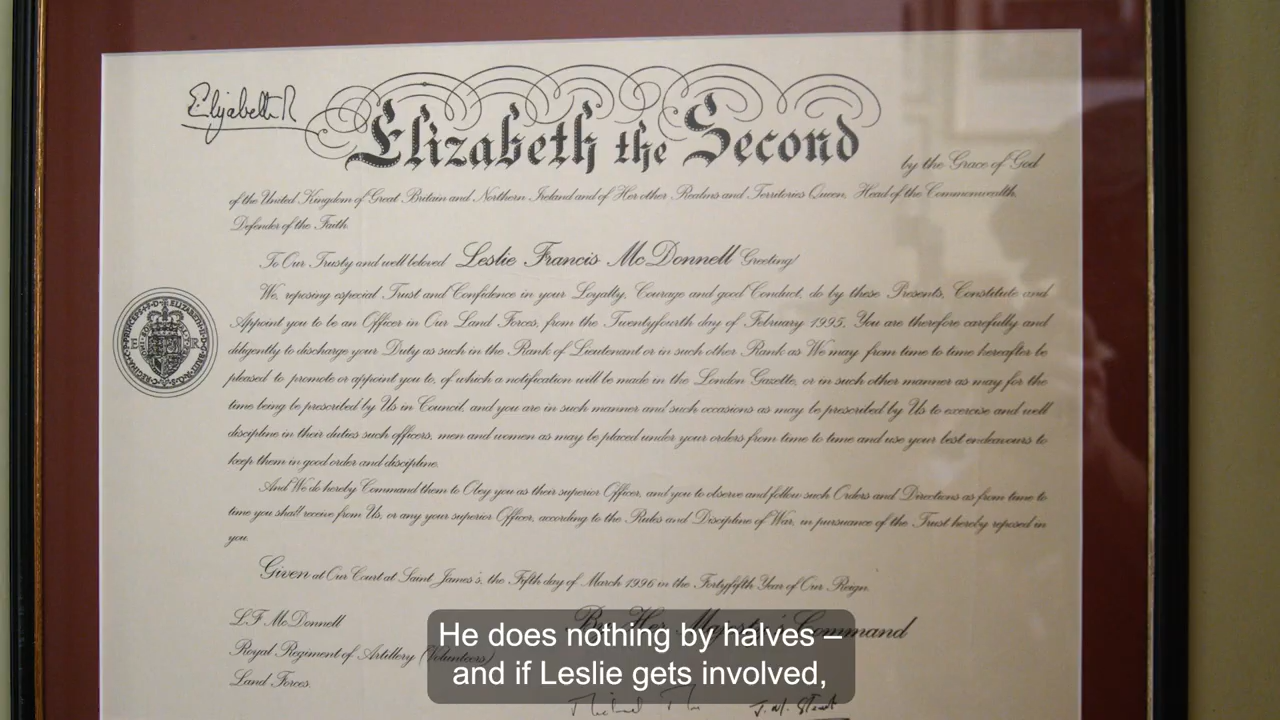 Elizabeth R
Elizabeth the Second
by the Grace of God
of the United Kingdom of Great Britain and Northern Ireland and of Her other Realms and Territories Queen, Head of the Commonwealth,
Defender of the Faith.
To Our Trusty and well beloved Leslie Francis McDonnell Greeting!
We, reposing especial Trust and Confidence in your Loyalty, Courage and good Conduct, do by these Presents, Constitute and
Appoint you to be an Officer in Our Land Forces, from the Twentyfourth day of February 1995. You are therefore carefully and
diligently to discharge your Duty as such in the Rank of Lieutenant or in such other Rank as We may from time to time hereafter be
pleased to promote or appoint you to, of which a notification will be made in the London Gazette, or in such other manner as may for the
time being be prescribed by Us in Council, and you are in such manner and such occasions as may be prescribed by Us to exercise and well
discipline in their duties such officers, men and women as may be placed under your orders from time to time and use your best endeavours to
keep them in good order and discipline.
And We do hereby Command them to Obey you as their superior Officer, and you to observe and follow such Orders and Directions as from time to
time you shall receive from Us, or any your superior Officer, according to the Rules and Discipline of War, in pursuance of the Trust hereby reposed in
you.
Given at Our Court at Saint James's, the Fifth day of March 1996 in the Fortyfifth Year of Our Reign.
By Her Majesty's Command
L F McDonnell
Royal Regiment of Artillery (Volunteers)
Land Forces.
He does nothing by halves –
and if Leslie gets involved,